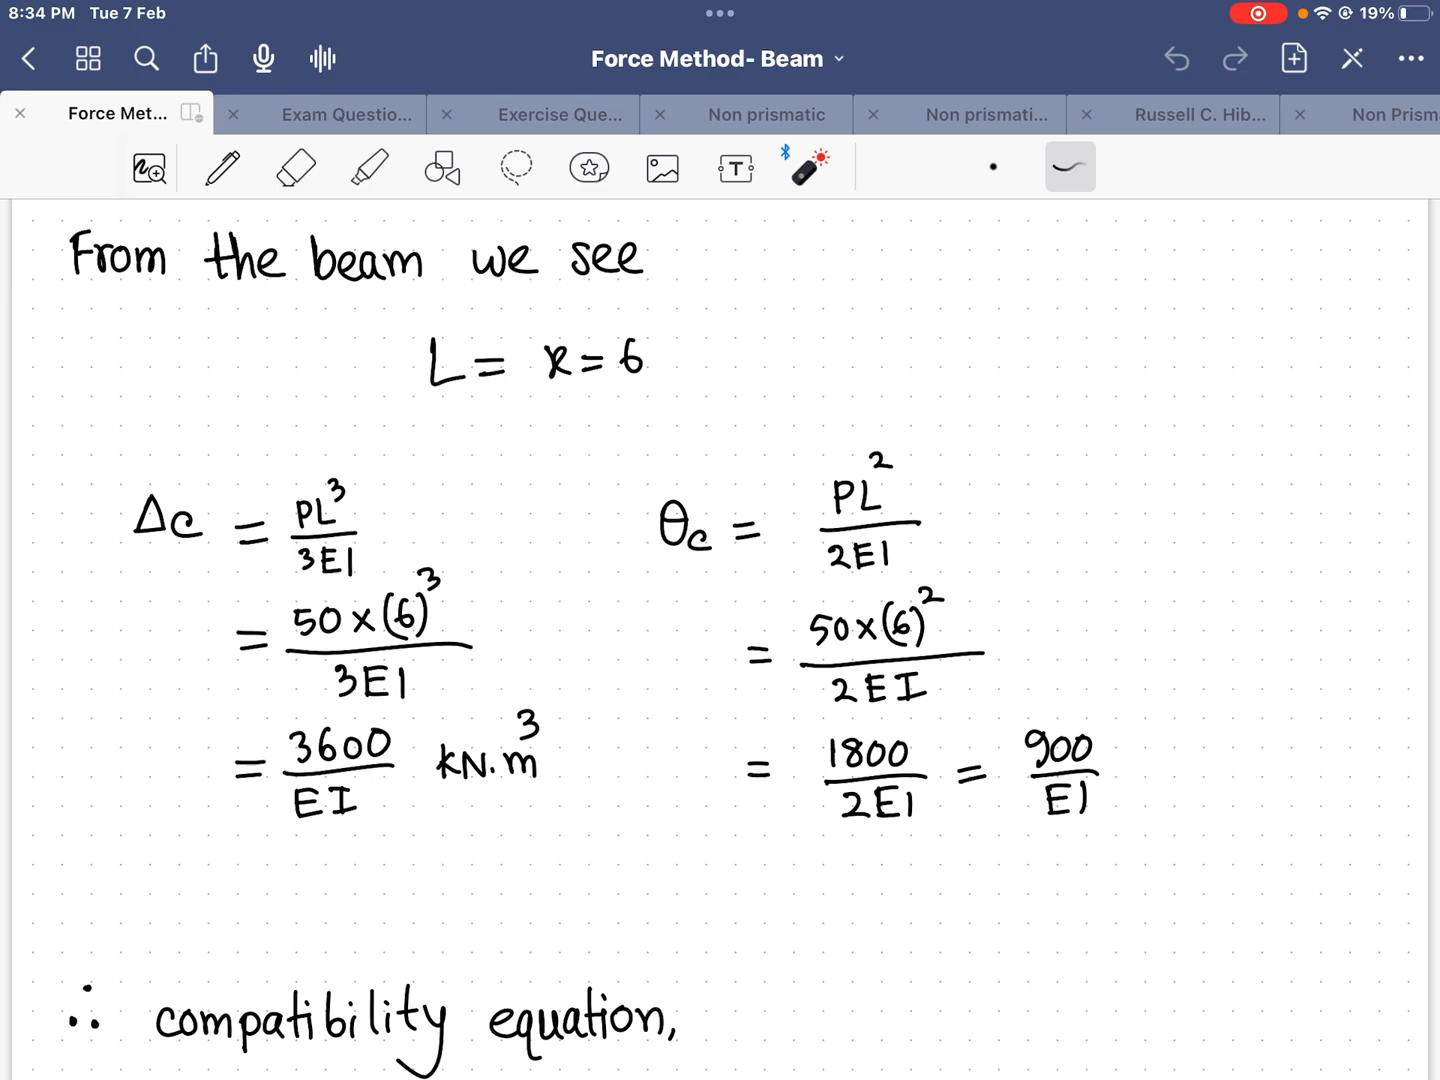 8:34 PM Tue 7 Feb
19%
Force Method- Beam
Force Met...
Exam Questio...
Exercise Que...
Non prismatic
Non prismati...
Russell C. Hib...
Non Prism
T
From the beam we see
L = x = 6
Δc = PL³/3EI
θc = PL²/2EI
= 50×(6)³/3EI
= 50×(6)²/2EI
= 3600/EI kN.m³
= 1800/2EI = 900/EI
∴ compatibility equation,